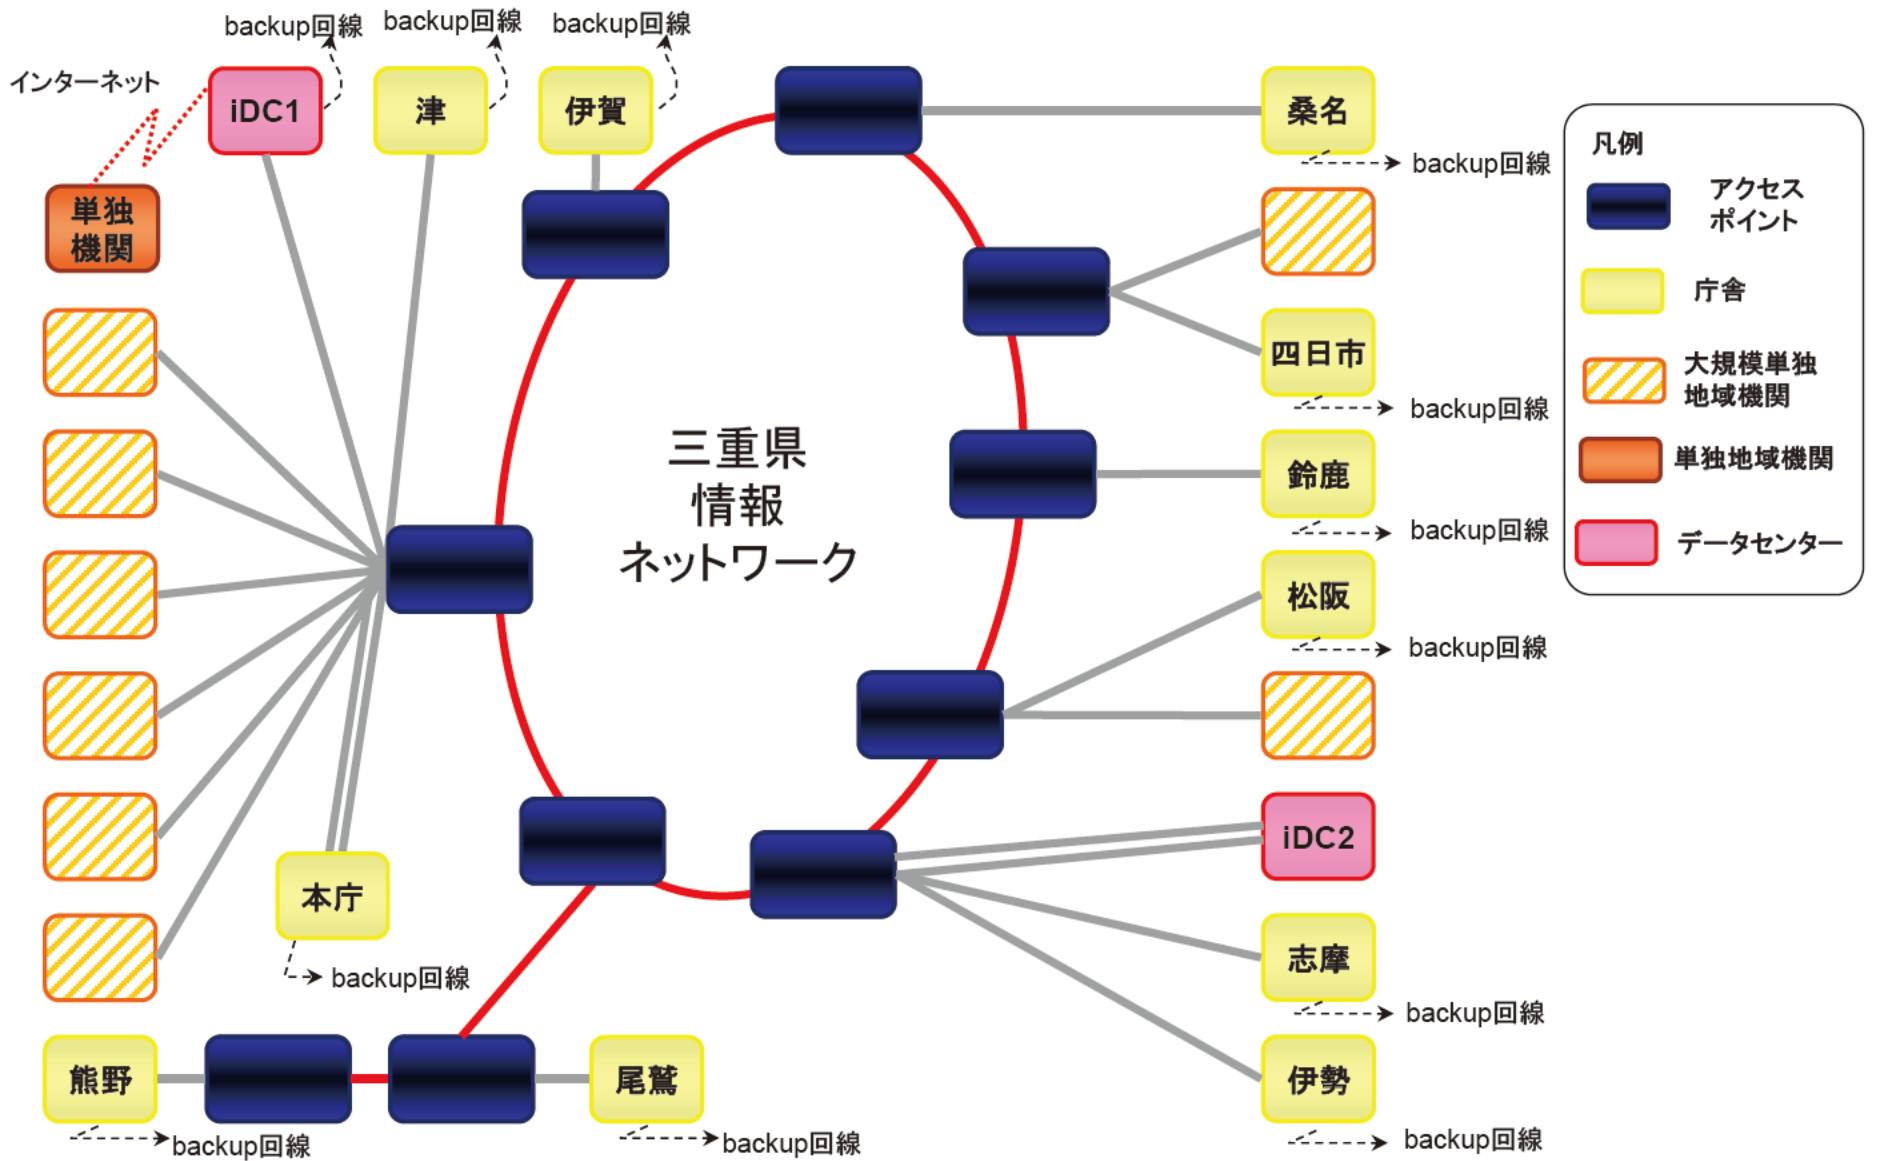 backup回線
backup回線
backup回線
インターネット
iDC1
津
伊賀
桑名
backup回線
凡例
アクセス
ポイント
単独
機関
庁舎
四日市
backup回線
大規模単独
地域機関
三重県
情報
ネットワーク
鈴鹿
backup回線
単独地域機関
データセンター
松阪
backup回線
iDC2
本庁
backup回線
志摩
backup回線
熊野
backup回線
尾鷲
backup回線
伊勢
backup回線